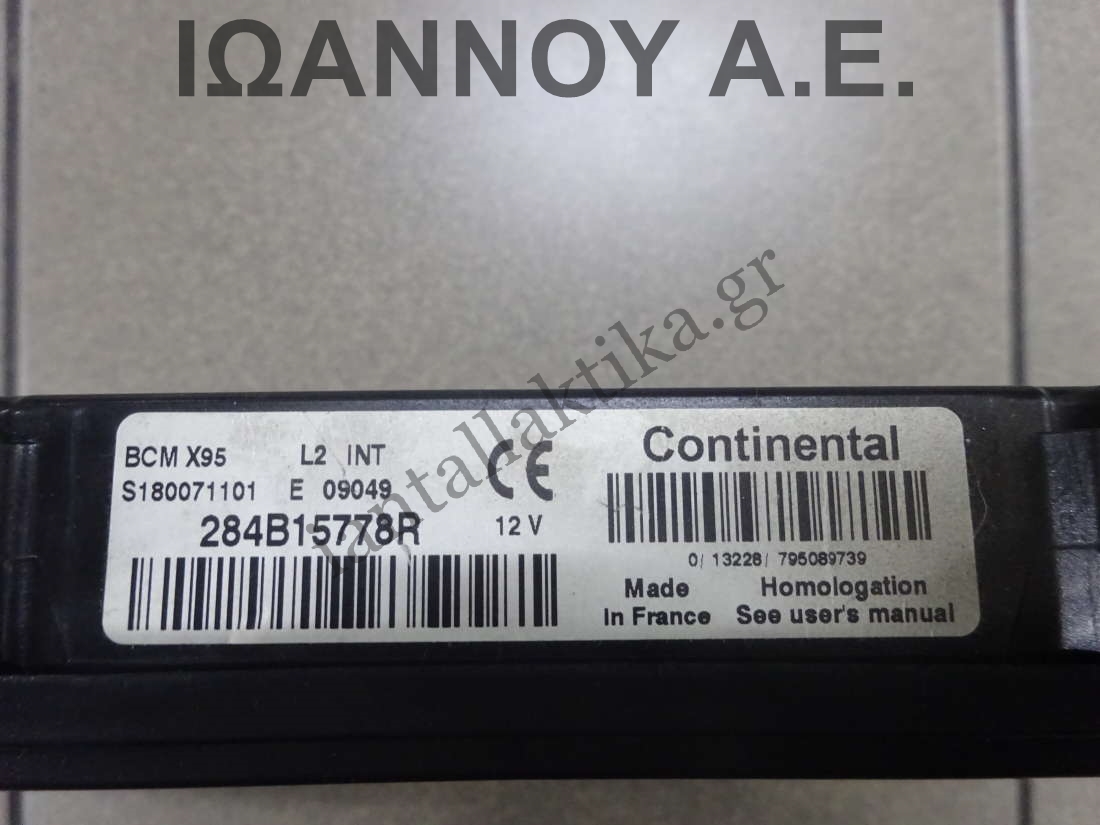 ΙΩΑΝΝΟΥ Α.Ε.
iantallaktika.gr
BCM X95 L2 INT
S180071101 E 09049
284B15778R
12 V
CE
Continental
0/ 13228/ 795089739
Made Homologation
In France See user's manual